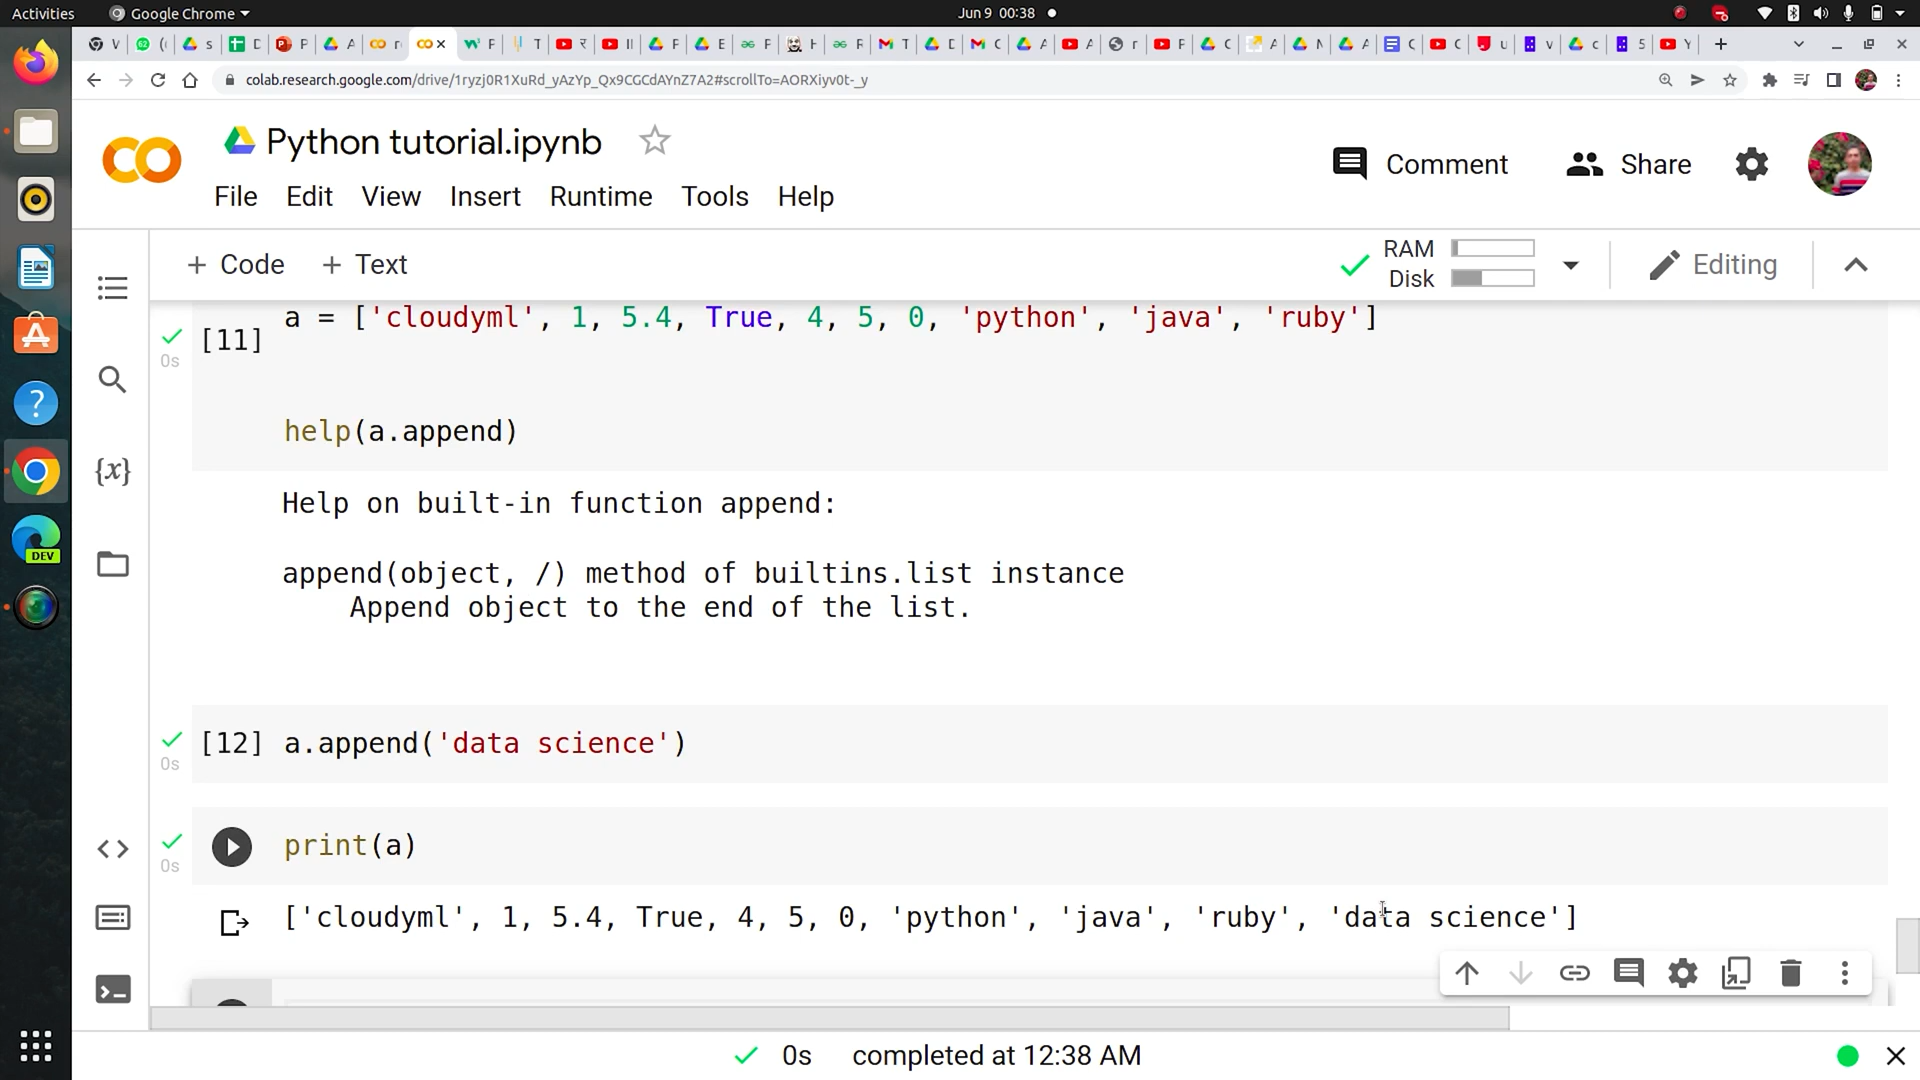 Activities Google Chrome Jun 9 00:38
colab.research.google.com/drive/1ryzj0R1XuRd_yAzYp_Qx9CGCdAYnZ7A2#scrollTo=AORXiyv0t-_y
Python tutorial.ipynb
Comment Share
File Edit View Insert Runtime Tools Help
+ Code + Text
RAM
Disk
Editing
a = ['cloudyml', 1, 5.4, True, 4, 5, 0, 'python', 'java', 'ruby']
[11]
0s
help(a.append)
Help on built-in function append:
append(object, /) method of builtins.list instance
Append object to the end of the list.
[12] a.append('data science')
0s
print(a)
0s
['cloudyml', 1, 5.4, True, 4, 5, 0, 'python', 'java', 'ruby', 'data science']
0s completed at 12:38 AM
DEV
{x}